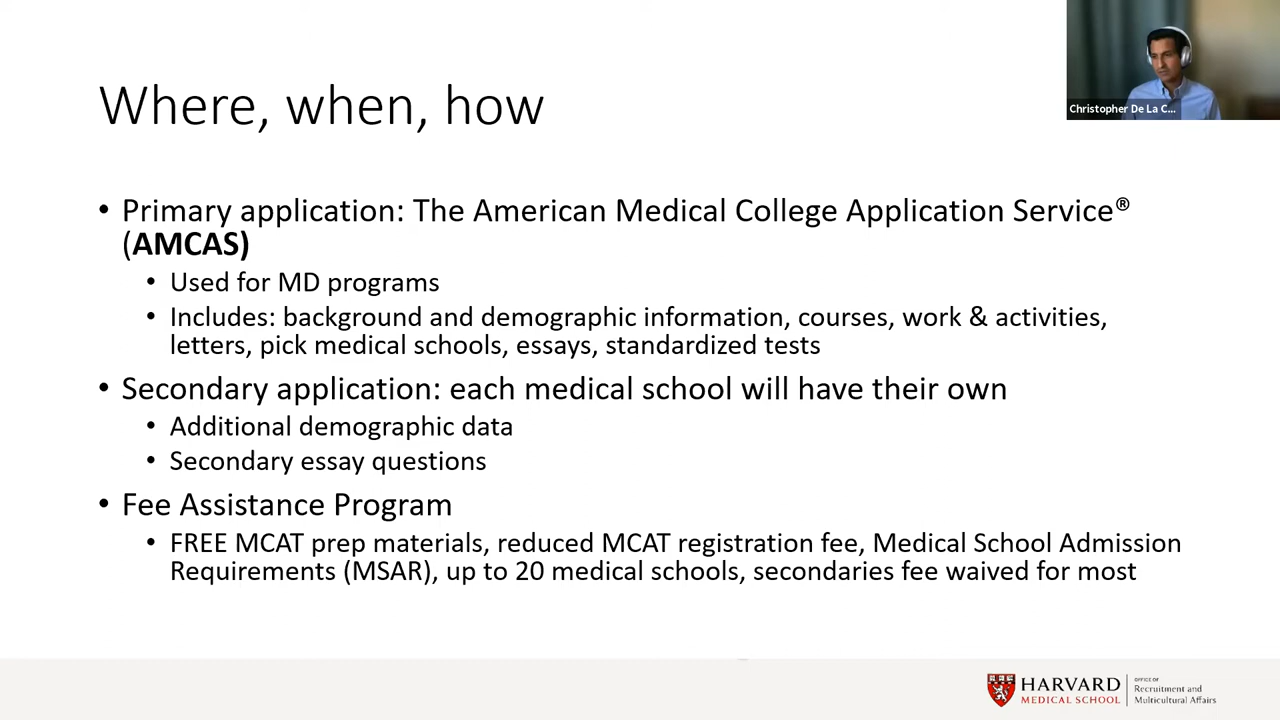 Where, when, how
Christopher De La C...
• Primary application: The American Medical College Application Service®
(AMCAS)
• Used for MD programs
• Includes: background and demographic information, courses, work & activities,
letters, pick medical schools, essays, standardized tests
• Secondary application: each medical school will have their own
• Additional demographic data
• Secondary essay questions
• Fee Assistance Program
• FREE MCAT prep materials, reduced MCAT registration fee, Medical School Admission
Requirements (MSAR), up to 20 medical schools, secondaries fee waived for most
HARVARD
MEDICAL SCHOOL
OFFICE OF
Recruitment and
Multicultural Affairs